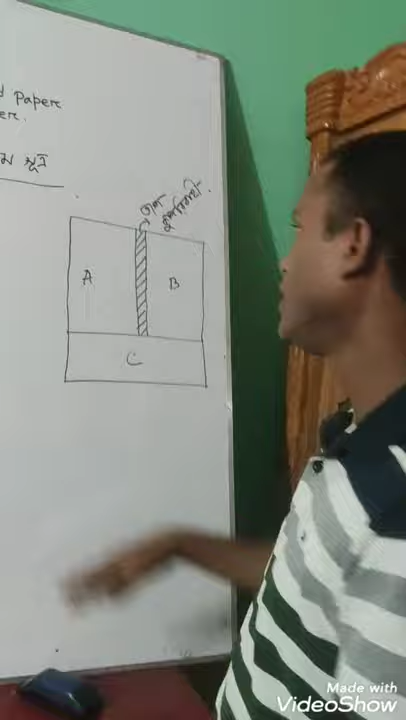 d Paper
er.
ম সূত্র
তাপ
কুপরিবাহী
A
B
C
Made with
VideoShow